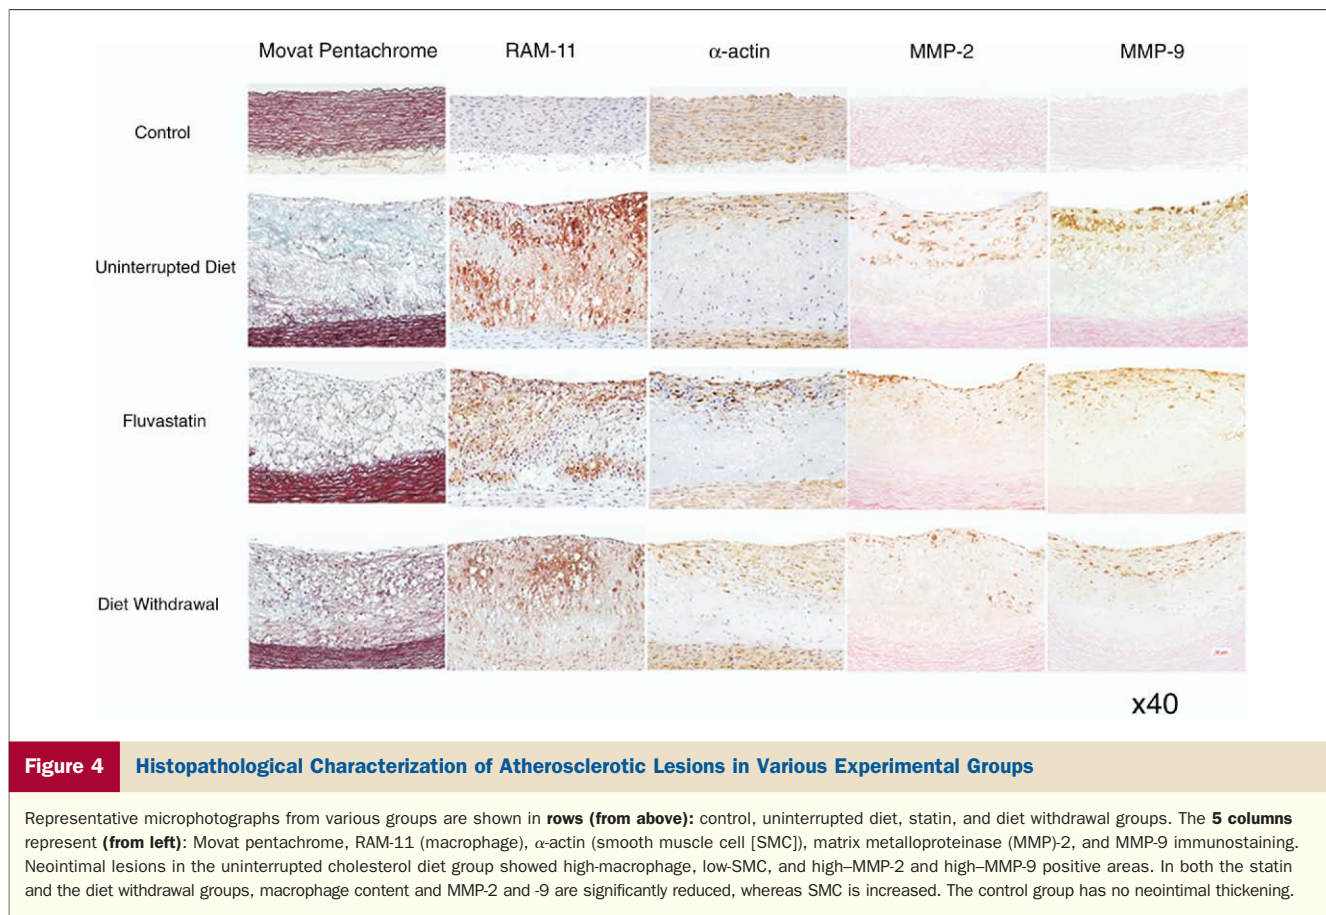 Movat Pentachrome RAM-11 α-actin MMP-2 MMP-9
Control
Uninterrupted Diet
Fluvastatin
Diet Withdrawal
x40
Figure 4 Histopathological Characterization of Atherosclerotic Lesions in Various Experimental Groups
Representative microphotographs from various groups are shown in rows (from above): control, uninterrupted diet, statin, and diet withdrawal groups. The 5 columns
represent (from left): Movat pentachrome, RAM-11 (macrophage), α-actin (smooth muscle cell [SMC]), matrix metalloproteinase (MMP)-2, and MMP-9 immunostaining.
Neointimal lesions in the uninterrupted cholesterol diet group showed high-macrophage, low-SMC, and high–MMP-2 and high–MMP-9 positive areas. In both the statin
and the diet withdrawal groups, macrophage content and MMP-2 and -9 are significantly reduced, whereas SMC is increased. The control group has no neointimal thickening.